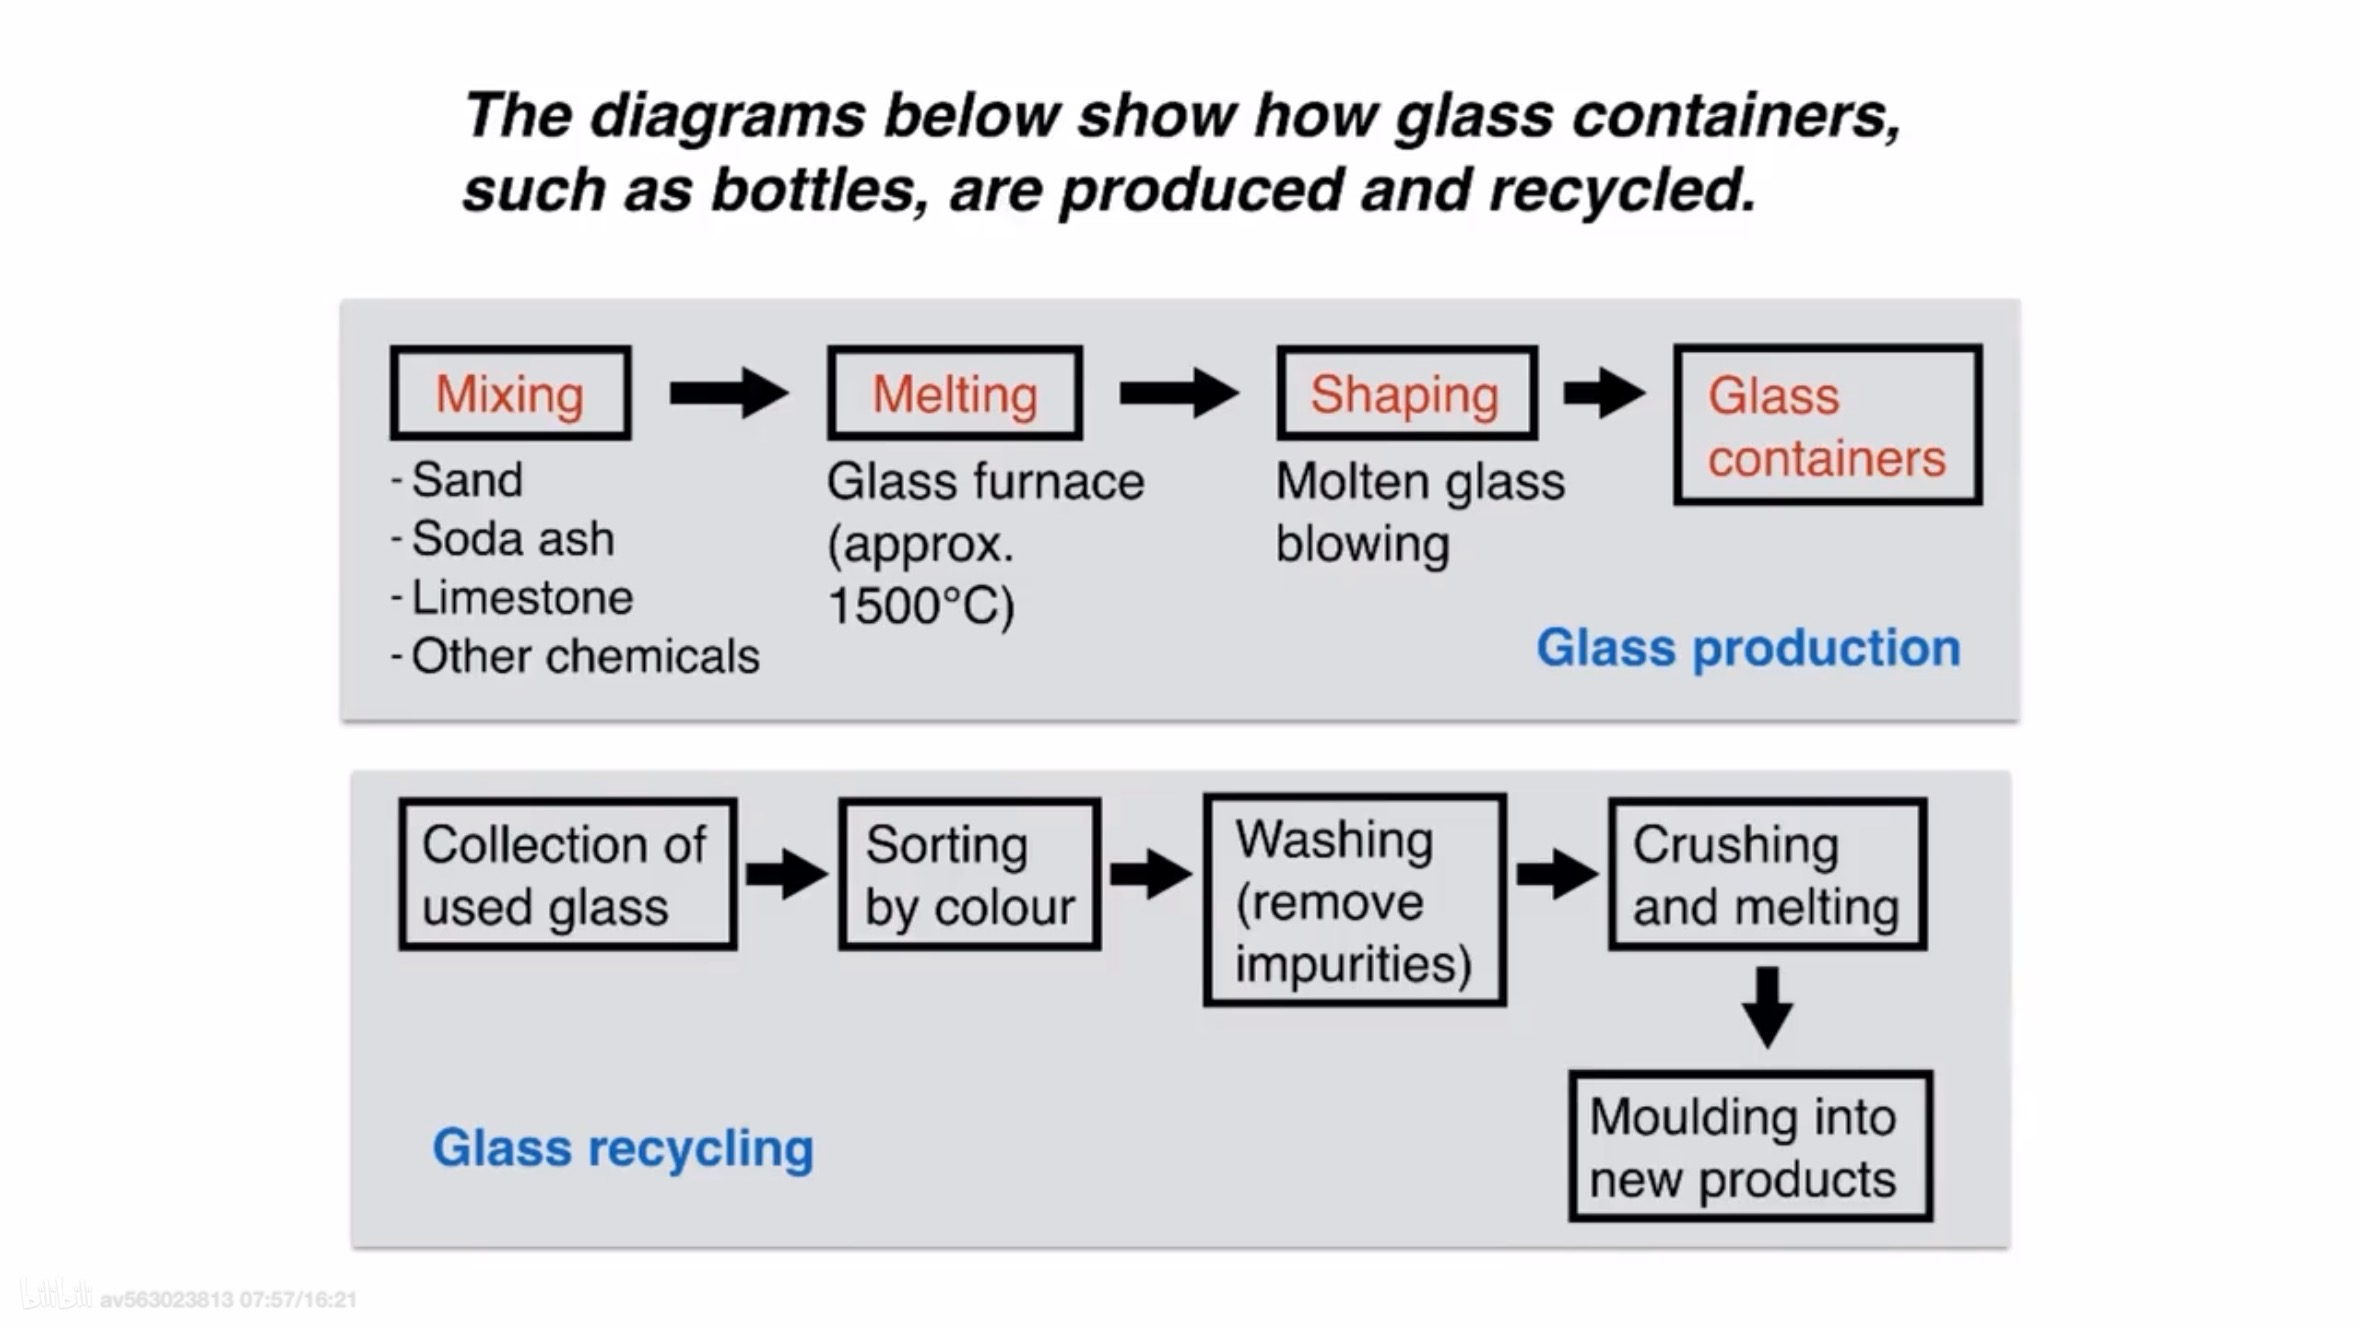 The diagrams below show how glass containers,
such as bottles, are produced and recycled.
Mixing
- Sand
- Soda ash
- Limestone
- Other chemicals
Melting
Glass furnace
(approx.
1500°C)
Shaping
Molten glass
blowing
Glass
containers
Glass production
Collection of
used glass
Sorting
by colour
Washing
(remove
impurities)
Crushing
and melting
Moulding into
new products
Glass recycling
bilibili av563023813 07:57/16:21